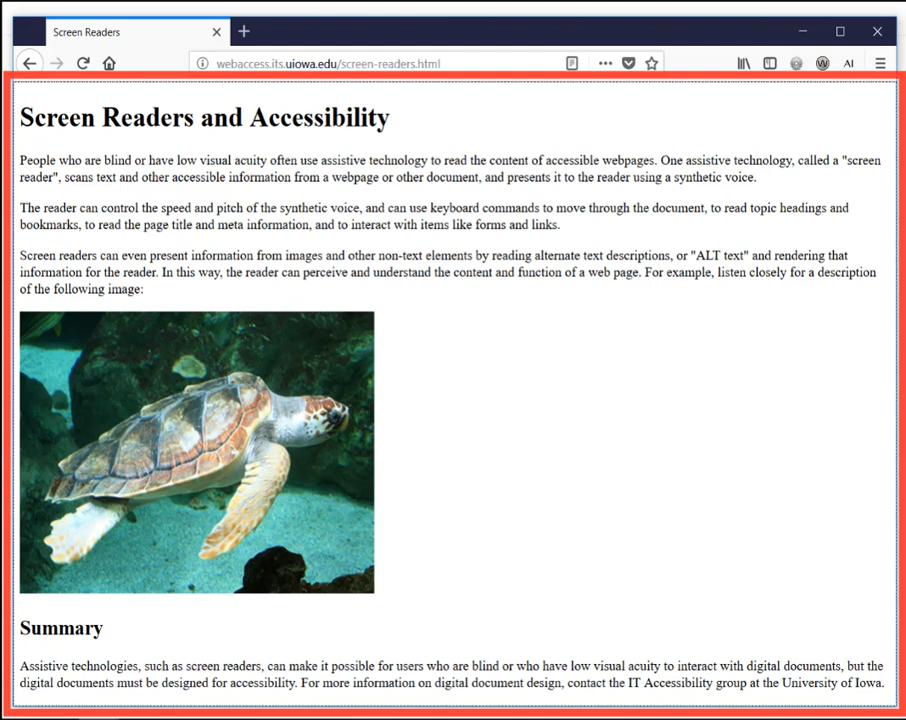 Screen Readers
webaccess.its.uiowa.edu/screen-readers.html
AI
Screen Readers and Accessibility
People who are blind or have low visual acuity often use assistive technology to read the content of accessible webpages. One assistive technology, called a "screen
reader", scans text and other accessible information from a webpage or other document, and presents it to the reader using a synthetic voice.
The reader can control the speed and pitch of the synthetic voice, and can use keyboard commands to move through the document, to read topic headings and
bookmarks, to read the page title and meta information, and to interact with items like forms and links.
Screen readers can even present information from images and other non-text elements by reading alternate text descriptions, or "ALT text" and rendering that
information for the reader. In this way, the reader can perceive and understand the content and function of a web page. For example, listen closely for a description
of the following image:
Summary
Assistive technologies, such as screen readers, can make it possible for users who are blind or who have low visual acuity to interact with digital documents, but the
digital documents must be designed for accessibility. For more information on digital document design, contact the IT Accessibility group at the University of Iowa.